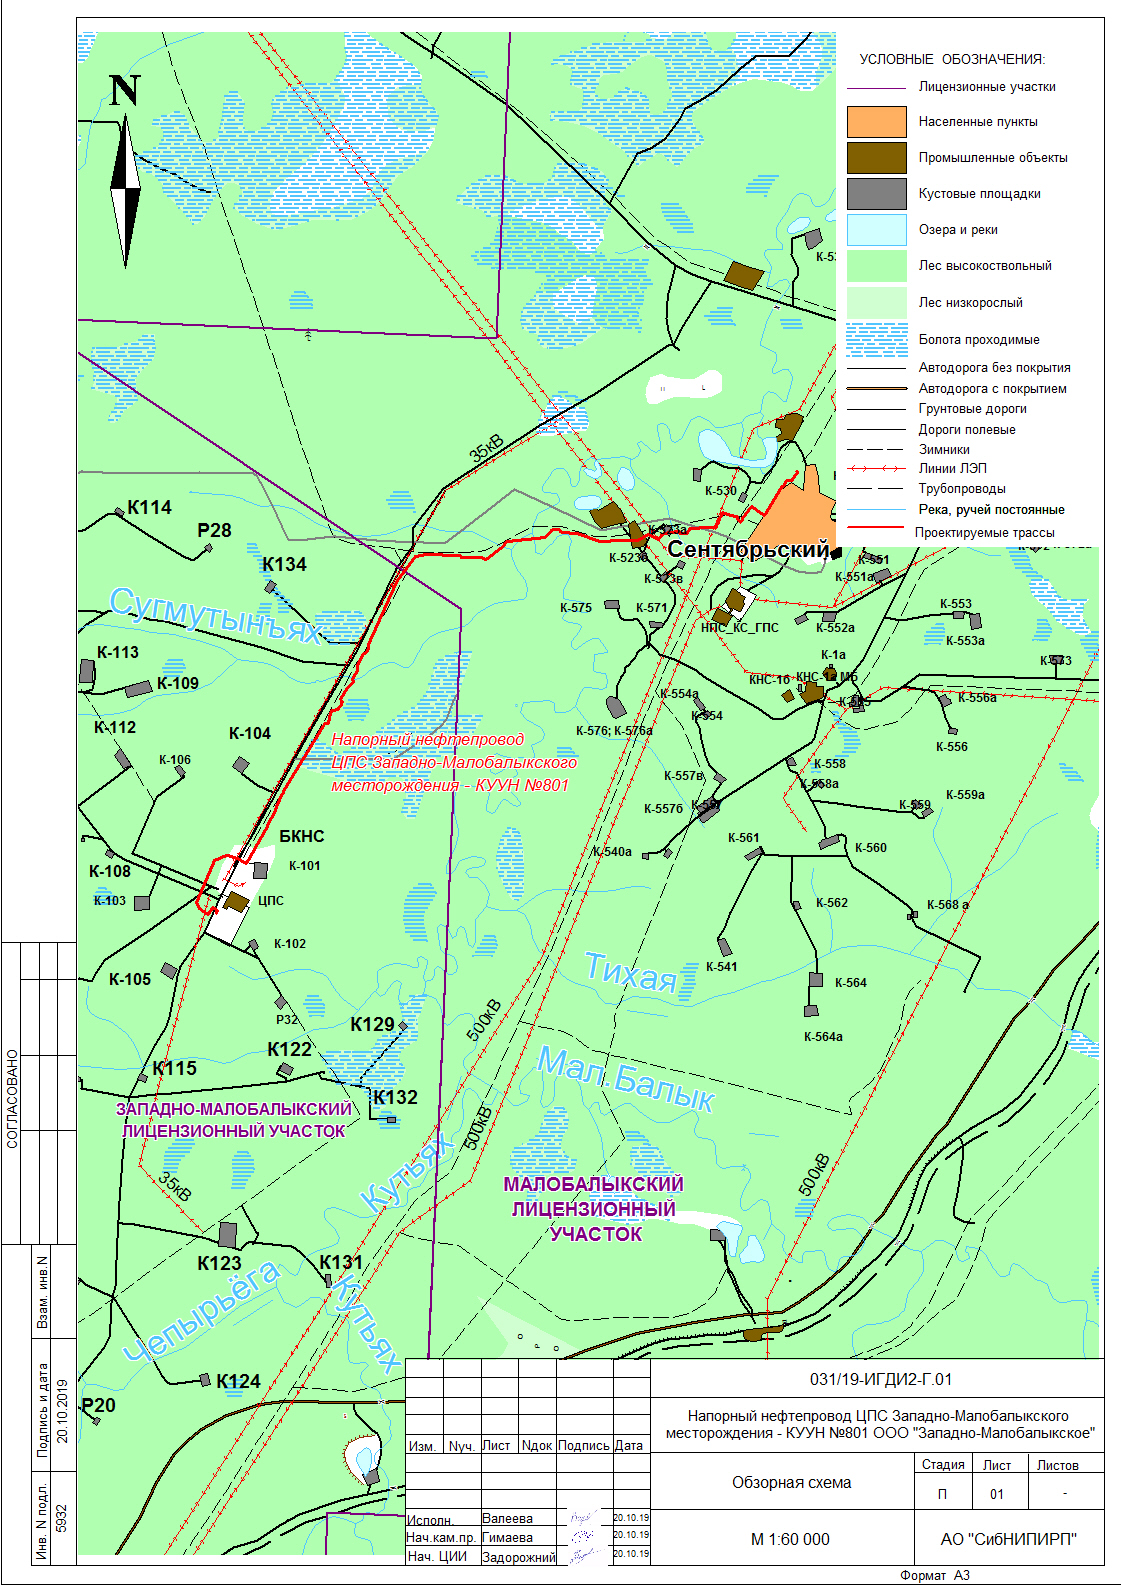 N
УСЛОВНЫЕ ОБОЗНАЧЕНИЯ:
Лицензионные участки
Населенные пункты
Промышленные объекты
Кустовые площадки
Озера и реки
Лес высокоствольный
Лес низкорослый
Болота проходимые
Автодорога без покрытия
Автодорога с покрытием
Грунтовые дороги
Дороги полевые
Зимники
Линии ЛЭП
Трубопроводы
Река, ручей постоянные
Проектируемые трассы
35кВ
К-530
К114
Р28
К134
К-523а
Сентябрьский
К-523б
К-523в
К-551
К-551а
К-575
К-571
НПС_КС_ГПС
К-552а
К-553
К-553а
Сугмутынъях
К-113
К-109
К-1а
К-573
КНС-1б
КНС-1а Мб
К-554а
К-554
К-555
К-556а
К-556
К-112
К-104
К-106
К-576; К-576а
Напорный нефтепровод
ЦПС Западно-Малобалыкского
месторождения - КУУН №801
К-558
К-558а
К-557в
К-557б
К-559
К-559а
БКНС
К-101
К-108
К-103
ЦПС
К-540а
К-561
К-560
К-562
К-568 а
К-102
К-105
К-541
К-564
К-564а
Тихая
500кВ
Р32
К129
К122
К115
К132
Мал.Балык
500кВ
ЗАПАДНО-МАЛОБАЛЫКСКИЙ
ЛИЦЕНЗИОННЫЙ УЧАСТОК
Кутьях
35кВ
500кВ
МАЛОБАЛЫКСКИЙ
ЛИЦЕНЗИОННЫЙ
УЧАСТОК
К123
К131
Чепырьёга
Кутьях
К124
Р20
СОГЛАСОВАНО
Взам. инв.N
Подпись и дата
20.10.2019
Инв. N подл.
5932
031/19-ИГДИ2-Г.01
Напорный нефтепровод ЦПС Западно-Малобалыкского
месторождения - КУУН №801 ООО "Западно-Малобалыкское"
Изм. Nуч. Лист Nдок Подпись Дата
Обзорная схема
Стадия Лист Листов
П 01 -
Исполн. Валеева 20.10.19
Нач.кам.пр. Гимаева 20.10.19
Нач. ЦИИ Задорожний 20.10.19
М 1:60 000
АО "СибНИПИРП"
Формат А3